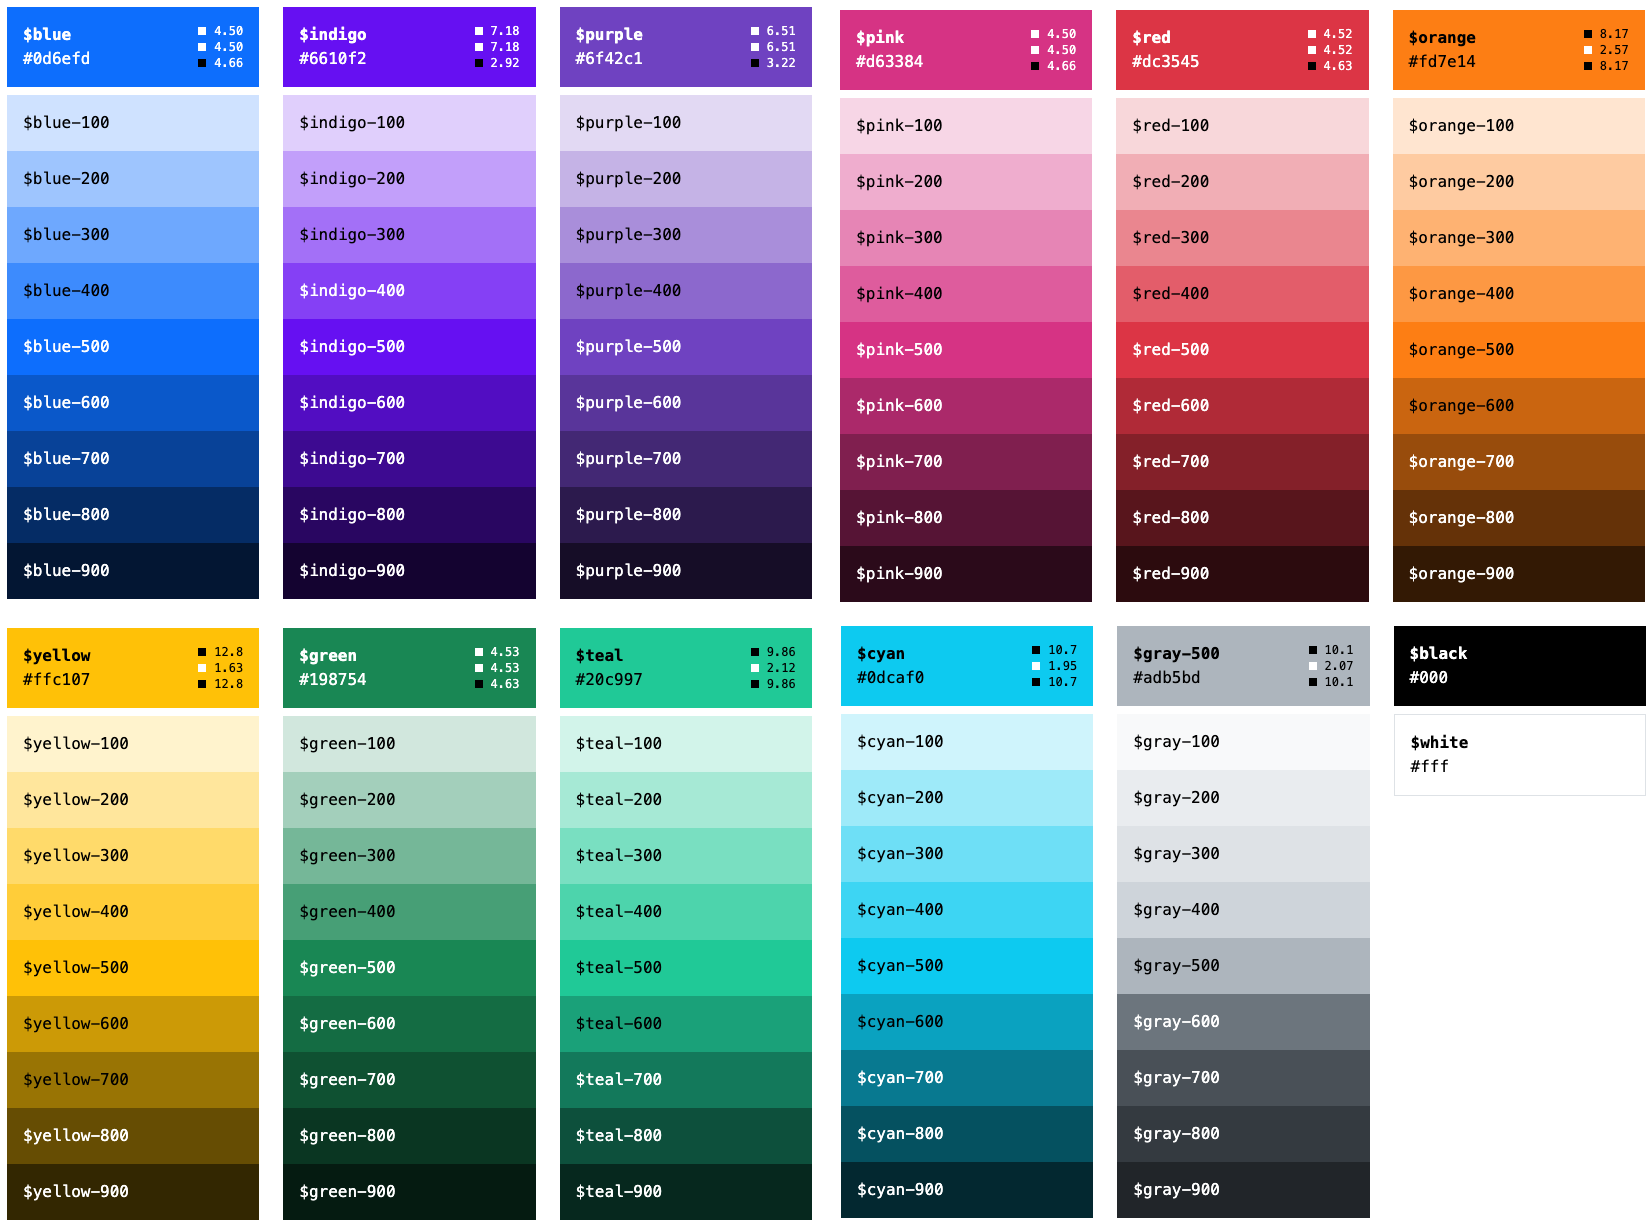 $blue
#0d6efd
4.50
4.50
4.66
$blue-100
$blue-200
$blue-300
$blue-400
$blue-500
$blue-600
$blue-700
$blue-800
$blue-900
$indigo
#6610f2
7.18
7.18
2.92
$indigo-100
$indigo-200
$indigo-300
$indigo-400
$indigo-500
$indigo-600
$indigo-700
$indigo-800
$indigo-900
$purple
#6f42c1
6.51
6.51
3.22
$purple-100
$purple-200
$purple-300
$purple-400
$purple-500
$purple-600
$purple-700
$purple-800
$purple-900
$pink
#d63384
4.50
4.50
4.66
$pink-100
$pink-200
$pink-300
$pink-400
$pink-500
$pink-600
$pink-700
$pink-800
$pink-900
$red
#dc3545
4.52
4.52
4.63
$red-100
$red-200
$red-300
$red-400
$red-500
$red-600
$red-700
$red-800
$red-900
$orange
#fd7e14
8.17
2.57
8.17
$orange-100
$orange-200
$orange-300
$orange-400
$orange-500
$orange-600
$orange-700
$orange-800
$orange-900
$yellow
#ffc107
12.8
1.63
12.8
$yellow-100
$yellow-200
$yellow-300
$yellow-400
$yellow-500
$yellow-600
$yellow-700
$yellow-800
$yellow-900
$green
#198754
4.53
4.53
4.63
$green-100
$green-200
$green-300
$green-400
$green-500
$green-600
$green-700
$green-800
$green-900
$teal
#20c997
9.86
2.12
9.86
$teal-100
$teal-200
$teal-300
$teal-400
$teal-500
$teal-600
$teal-700
$teal-800
$teal-900
$cyan
#0dcaf0
10.7
1.95
10.7
$cyan-100
$cyan-200
$cyan-300
$cyan-400
$cyan-500
$cyan-600
$cyan-700
$cyan-800
$cyan-900
$gray-500
#adb5bd
10.1
2.07
10.1
$gray-100
$gray-200
$gray-300
$gray-400
$gray-500
$gray-600
$gray-700
$gray-800
$gray-900
$black
#000
$white
#fff